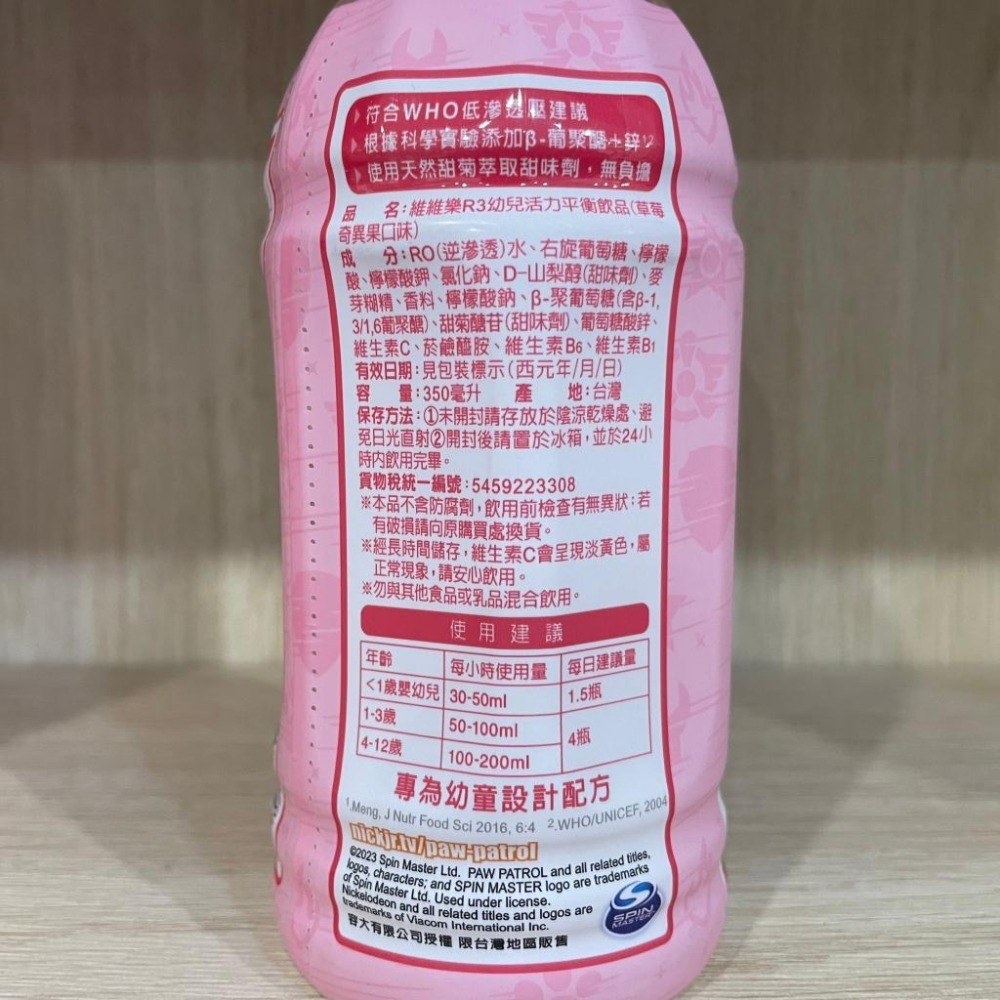 符合WHO低滲透壓建議
根據科學實驗添加β-葡聚醣+鋅¹·²
使用天然甜菊萃取甜味劑，無負擔
品 名：維維樂R3幼兒活力平衡飲品(草莓
奇異果口味)
成 分：RO(逆滲透)水、右旋葡萄糖、檸檬
酸、檸檬酸鉀、氯化鈉、D-山梨醇(甜味劑)、麥
芽糊精、香料、檸檬酸鈉、β-聚葡萄糖(含β-1,
3/1,6葡聚醣)、甜菊醣苷(甜味劑)、葡萄糖酸鋅、
維生素C、菸鹼醯胺、維生素B6、維生素B1
有效日期：見包裝標示(西元年/月/日)
容 量：350毫升 產 地：台灣
保存方法：①未開封請存放於陰涼乾燥處、避
免日光直射②開封後請置於冰箱，並於24小
時內飲用完畢。
貨物稅統一編號：5459223308
※本品不含防腐劑，飲用前檢查有無異狀；若
有破損請向原購買處換貨。
※經長時間儲存，維生素C會呈現淡黃色，屬
正常現象，請安心飲用。
※勿與其他食品或乳品混合飲用。
使用建議
年齡 每小時使用量 每日建議量
<1歲嬰幼兒 30-50ml 1.5瓶
1-3歲 50-100ml 4瓶
4-12歲 100-200ml
專為幼童設計配方
1.Meng, J Nutr Food Sci 2016, 6:4 2.WHO/UNICEF, 2004
nickjr.tv/paw-patrol
©2023 Spin Master Ltd. PAW PATROL and all related titles,
logos, characters; and SPIN MASTER logo are trademarks
of Spin Master Ltd. Used under license.
Nickelodeon and all related titles and logos are
trademarks of Viacom International Inc.
容大有限公司授權 限台灣地區販售
SPIN
MASTER